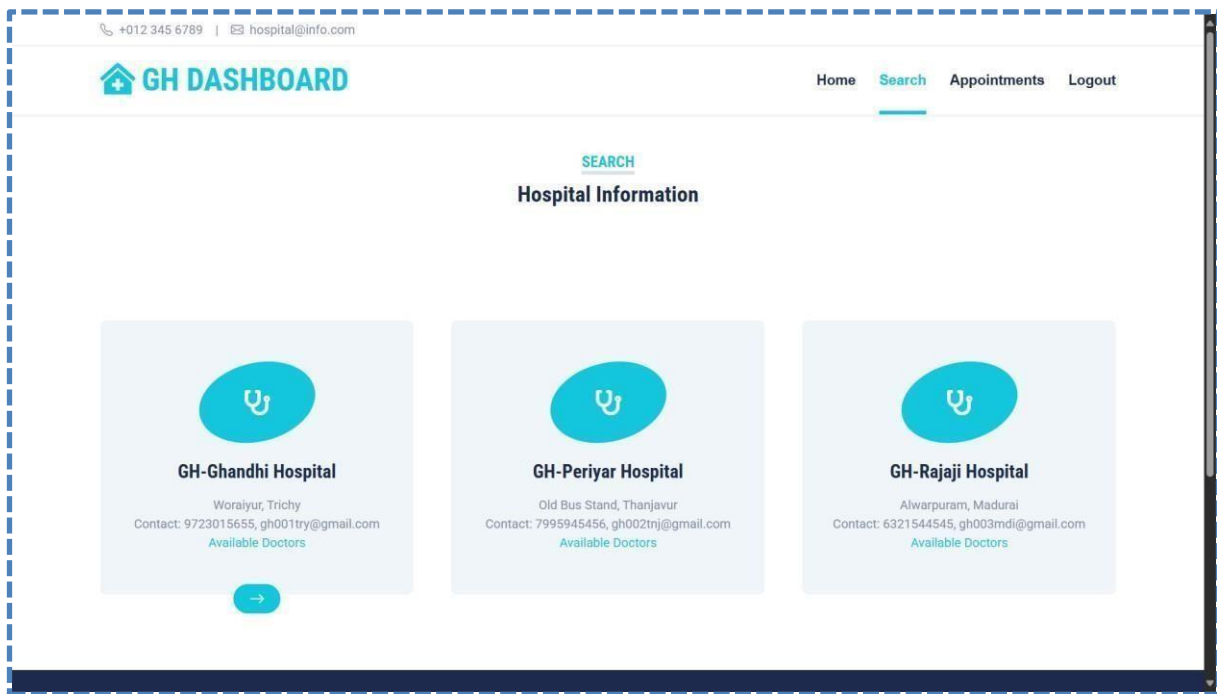 +012 345 6789 | hospital@info.com
GH DASHBOARD
Home Search Appointments Logout
SEARCH
Hospital Information
GH-Ghandhi Hospital
Woraiyur, Trichy
Contact: 9723015655, gh001try@gmail.com
Available Doctors
GH-Periyar Hospital
Old Bus Stand, Thanjavur
Contact: 7995945456, gh002tnj@gmail.com
Available Doctors
GH-Rajaji Hospital
Alwarpuram, Madurai
Contact: 6321544545, gh003mdi@gmail.com
Available Doctors